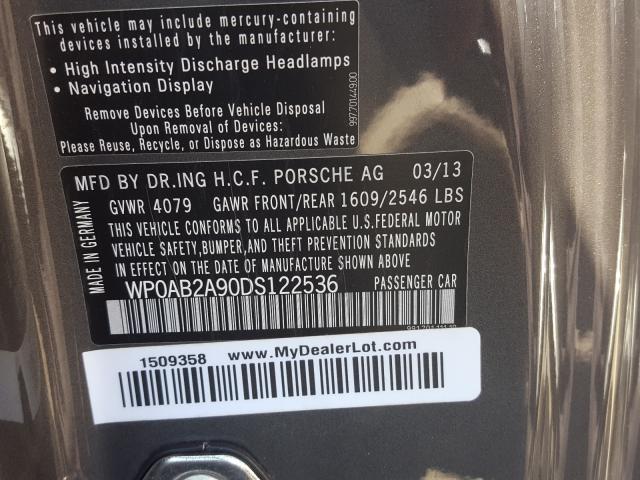 This vehicle may include mercury-containing
devices installed by the manufacturer:
• High Intensity Discharge Headlamps
• Navigation Display
Remove Devices Before Vehicle Disposal
Upon Removal of Devices:
Please Reuse, Recycle, or Dispose as Hazardous Waste
99770144900
MFD BY DR.ING H.C.F. PORSCHE AG 03/13
GVWR 4079 GAWR FRONT/REAR 1609/2546 LBS
THIS VEHICLE CONFORMS TO ALL APPLICABLE U.S.FEDERAL MOTOR
VEHICLE SAFETY,BUMPER,AND THEFT PREVENTION STANDARDS
IN EFFECT ON THE DATE OF MANUFACTURE SHOWN ABOVE
WP0AB2A90DS122536 PASSENGER CAR
MADE IN GERMANY
1509358 www.MyDealerLot.com